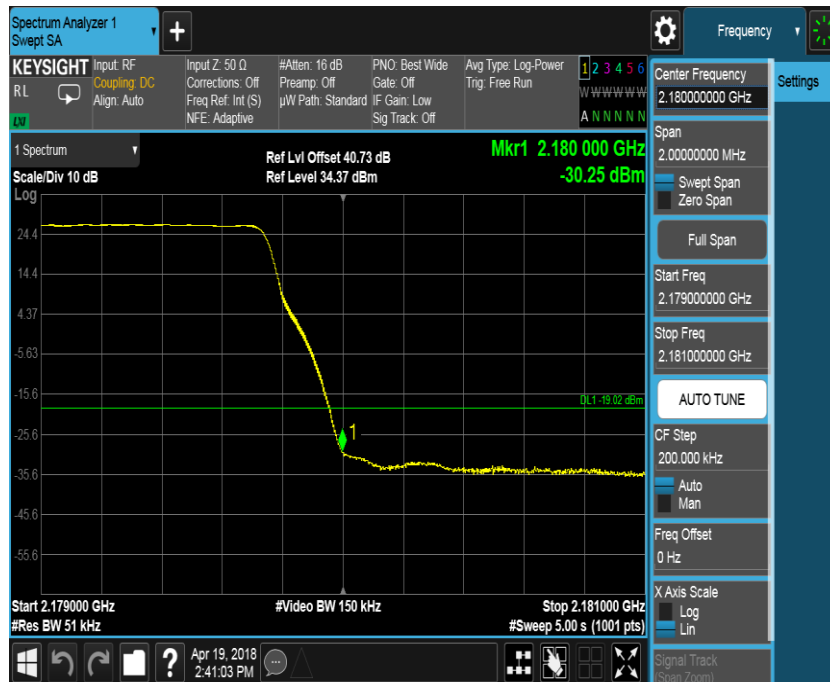 Spectrum Analyzer 1
Swept SA
+
Frequency
KEYSIGHT
RL
LXI
Input: RF
Coupling: DC
Align: Auto
Input Z: 50 Ω
Corrections: Off
Freq Ref: Int (S)
NFE: Adaptive
#Atten: 16 dB
Preamp: Off
µW Path: Standard
PNO: Best Wide
Gate: Off
IF Gain: Low
Sig Track: Off
Avg Type: Log-Power
Trig: Free Run
1 2 3 4 5 6
W W W W W W
A N N N N N
1 Spectrum
Scale/Div 10 dB
Log
Ref Lvl Offset 40.73 dB
Ref Level 34.37 dBm
Mkr1 2.180 000 GHz
-30.25 dBm
24.4
14.4
4.37
-5.63
-15.6
-25.6
-35.6
-45.6
-55.6
DL1 -19.02 dBm
1
Start 2.179000 GHz
#Res BW 51 kHz
#Video BW 150 kHz
Stop 2.181000 GHz
#Sweep 5.00 s (1001 pts)
?
Apr 19, 2018
2:41:03 PM
Center Frequency
2.180000000 GHz
Span
2.00000000 MHz
Swept Span
Zero Span
Full Span
Start Freq
2.179000000 GHz
Stop Freq
2.181000000 GHz
AUTO TUNE
CF Step
200.000 kHz
Auto
Man
Freq Offset
0 Hz
X Axis Scale
Log
Lin
Signal Track
(Span Zoom)
Settings